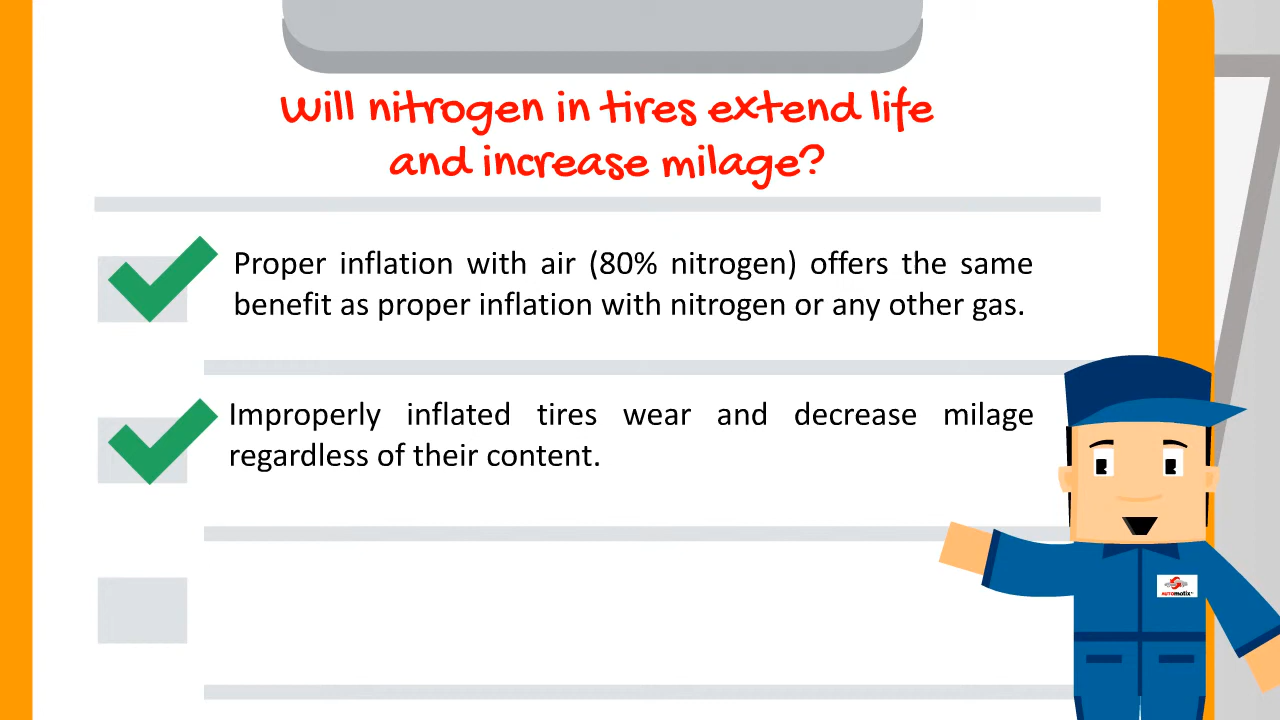 Will nitrogen in tires extend life
and increase milage?
Proper inflation with air (80% nitrogen) offers the same
benefit as proper inflation with nitrogen or any other gas.
Improperly inflated tires wear and decrease milage
regardless of their content.
AUTOmatix